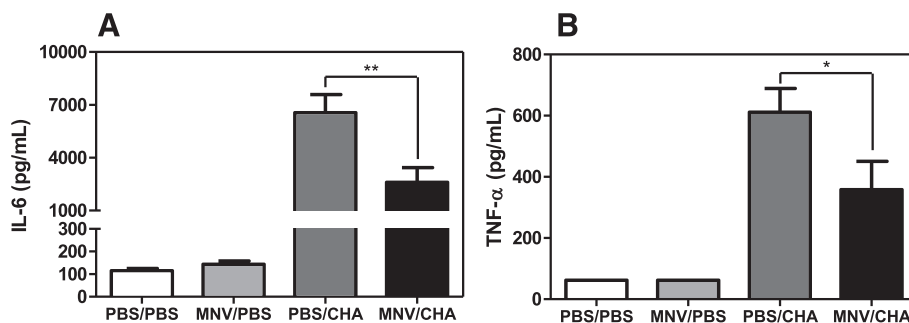 A
IL-6 (pg/mL)
10000
7000
4000
1000
300
200
100
0
**
PBS/PBS MNV/PBS PBS/CHA MNV/CHA
B
TNF-α (pg/mL)
800
600
400
200
0
*
PBS/PBS MNV/PBS PBS/CHA MNV/CHA